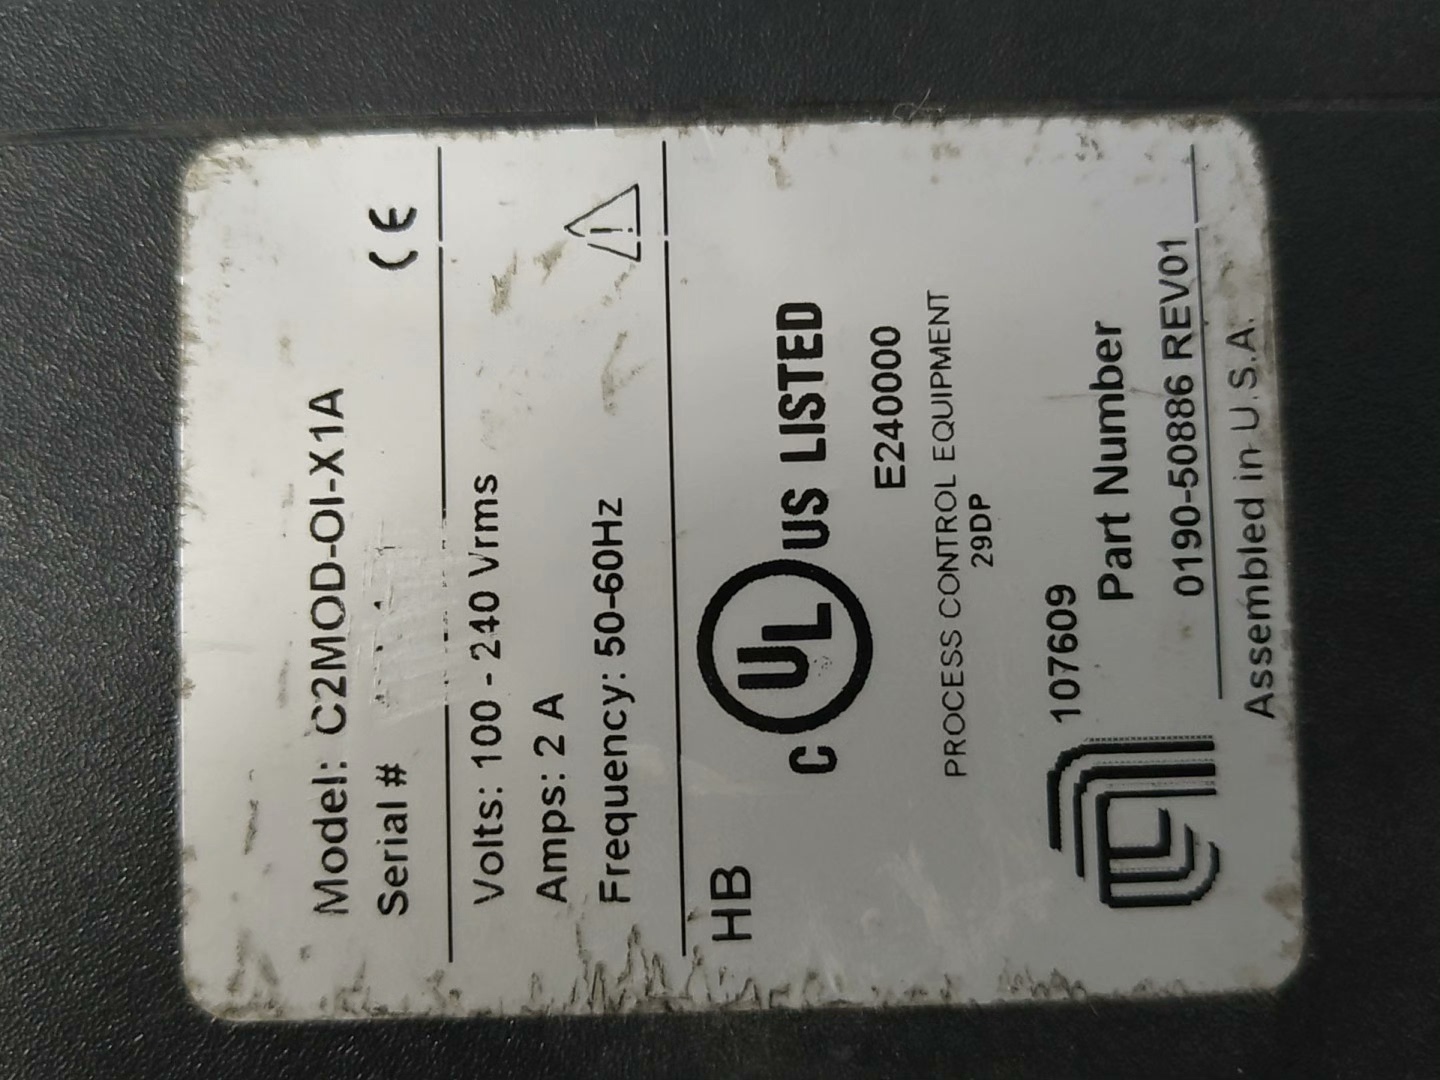 Model: C2MOD-OI-X1A
Serial #
CE
Volts: 100 - 240 Vrms
Amps: 2 A
Frequency: 50-60Hz
HB
C UL US LISTED
E240000
PROCESS CONTROL EQUIPMENT
29DP
107609
Part Number
0190-50886 REV01
Assembled in U.S.A.